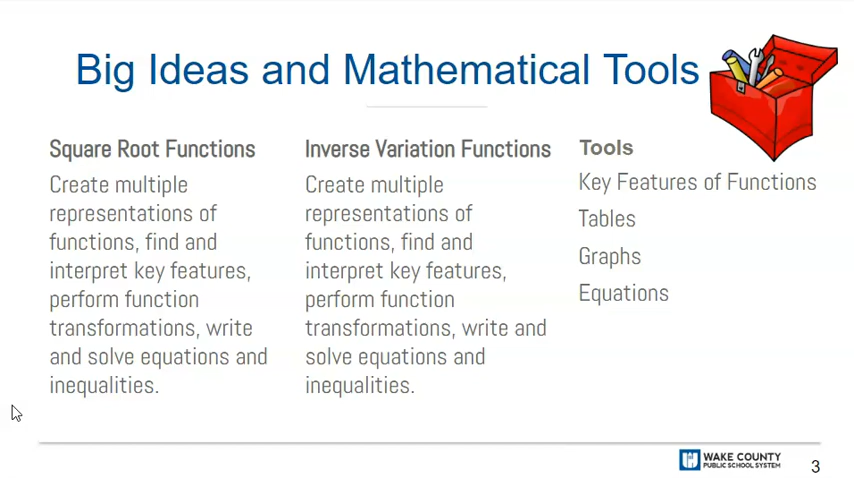 Big Ideas and Mathematical Tools
Square Root Functions
Create multiple
representations of
functions, find and
interpret key features,
perform function
transformations, write
and solve equations and
inequalities.
Inverse Variation Functions
Create multiple
representations of
functions, find and
interpret key features,
perform function
transformations, write and
solve equations and
inequalities.
Tools
Key Features of Functions
Tables
Graphs
Equations
WAKE COUNTY
PUBLIC SCHOOL SYSTEM
3